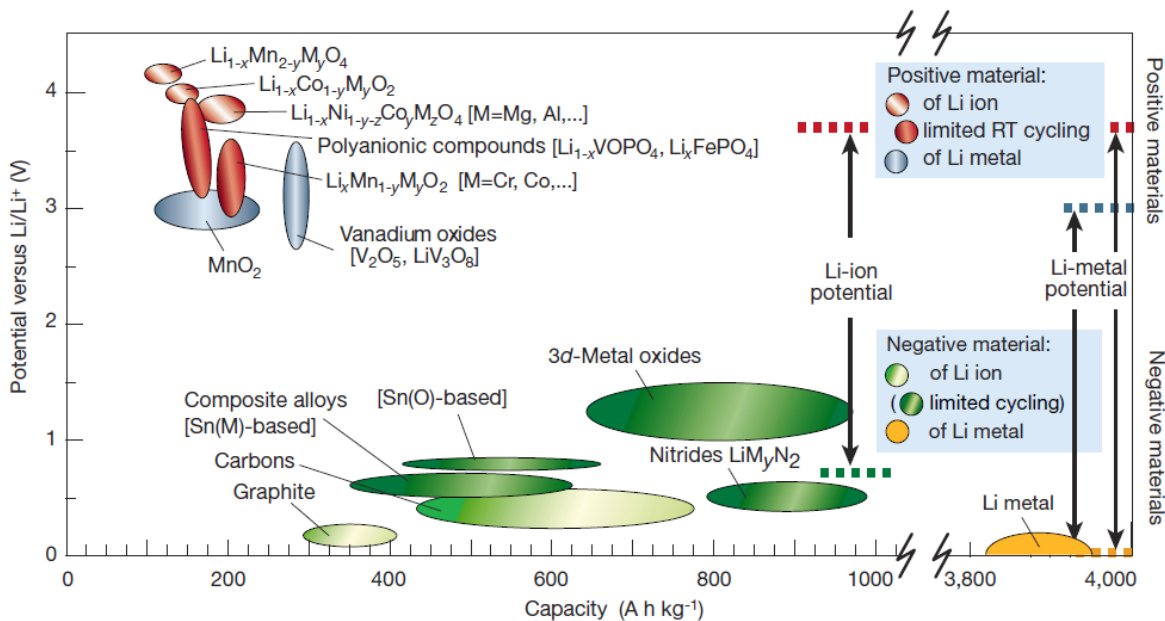 Potential versus Li/Li⁺ (V)
4
3
2
1
0
Li₁₋ₓMn₂₋yMyO₄
Li₁₋ₓCo₁₋yMyO₂
Li₁₋ₓNi₁₋y₋zCoyMzO₄ [M=Mg, Al,...]
Polyanionic compounds [Li₁₋ₓVOPO₄, LiₓFePO₄]
LiₓMn₁₋yMyO₂ [M=Cr, Co,...]
MnO₂
Vanadium oxides
[V₂O₅, LiV₃O₈]
Positive material:
of Li ion
limited RT cycling
of Li metal
Li-ion
potential
Li-metal
potential
Positive materials
3d-Metal oxides
Composite alloys
[Sn(M)-based]
[Sn(O)-based]
Carbons
Graphite
Nitrides LiMyN₂
Negative material:
of Li ion
( limited cycling)
of Li metal
Li metal
Negative materials
0 200 400 600 800 1000 3,800 4,000
Capacity (A h kg⁻¹)